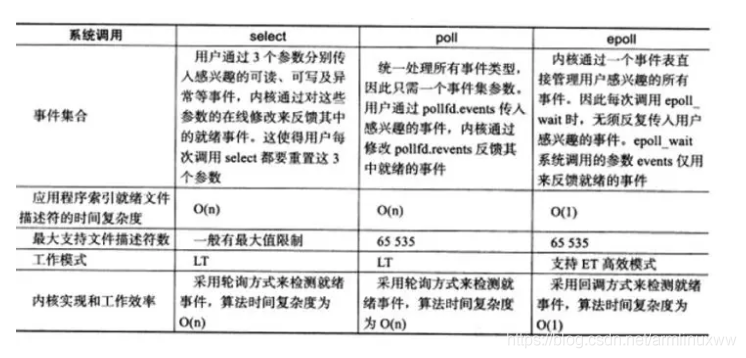 系统调用
select
poll
epoll
事件集合
用户通过 3 个参数分别传
入感兴趣的可读、可写及异
常等事件，内核通过对这些
参数的在线修改来反馈其中
的就绪事件。这使得用户每
次调用 select 都要重置这 3
个参数
统一处理所有事件类型，
因此只需一个事件集参数。
用户通过 pollfd.events 传入
感兴趣的事件，内核通过
修改 pollfd.revents 反馈其
中就绪的事件
内核通过一个事件表直
接管理用户感兴趣的所有
事件。因此每次调用 epoll_
wait 时，无须反复传入用户
感兴趣的事件。epoll_wait
系统调用的参数 events 仅用
来反馈就绪的事件
应用程序索引就绪文件
描述符的时间复杂度
O(n)
O(n)
O(1)
最大支持文件描述符数
一般有最大值限制
65 535
65 535
工作模式
LT
LT
支持 ET 高效模式
内核实现和工作效率
采用轮询方式来检测就绪
事件，算法时间复杂度为
O(n)
采用轮询方式来检测就
绪事件，算法时间复杂度
为 O(n)
采用回调方式来检测就
绪事件，算法时间复杂度为
O(1)
https://blog.csdn.net/armlinuxww